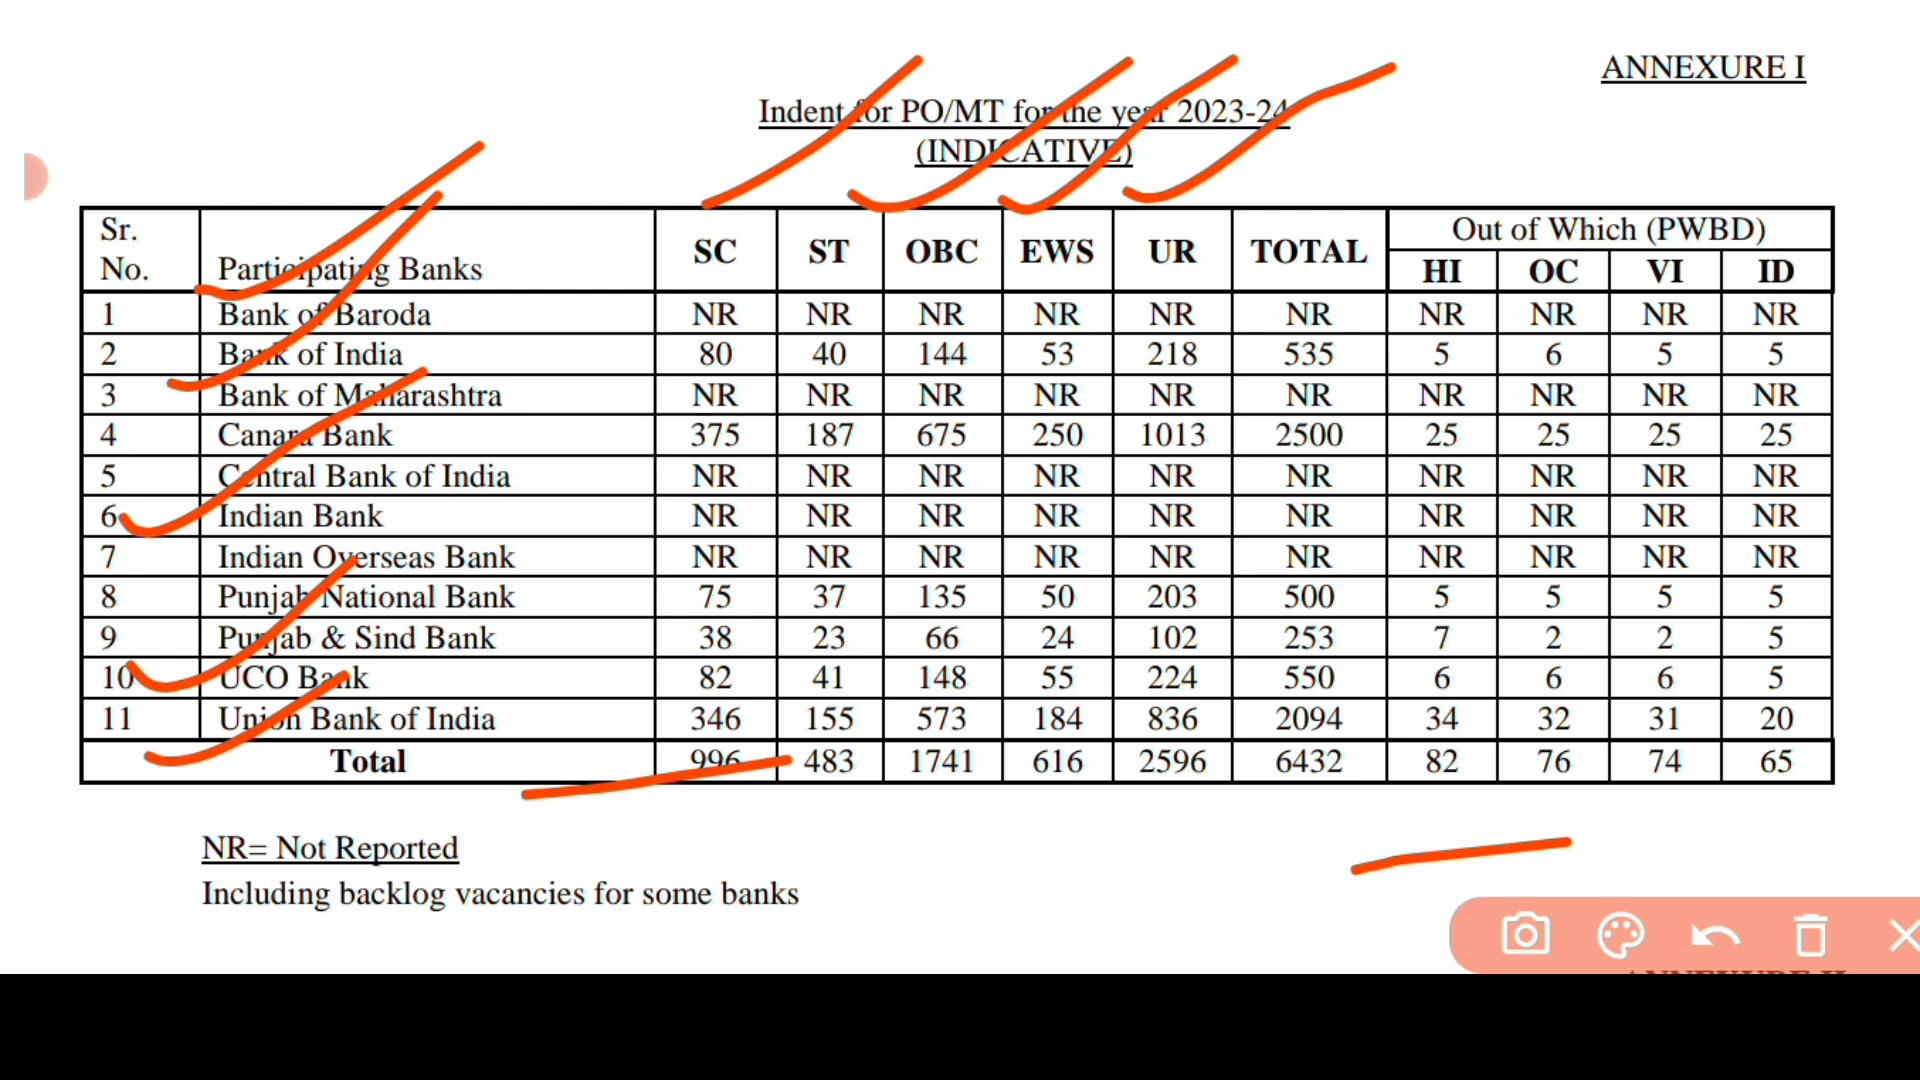 ANNEXURE I
Indent for PO/MT for the year 2023-24
(INDICATIVE)
Sr. No. Participating Banks SC ST OBC EWS UR TOTAL Out of Which (PWBD)
HI OC VI ID
1 Bank of Baroda NR NR NR NR NR NR NR NR NR NR
2 Bank of India 80 40 144 53 218 535 5 6 5 5
3 Bank of Maharashtra NR NR NR NR NR NR NR NR NR NR
4 Canara Bank 375 187 675 250 1013 2500 25 25 25 25
5 Central Bank of India NR NR NR NR NR NR NR NR NR NR
6 Indian Bank NR NR NR NR NR NR NR NR NR NR
7 Indian Overseas Bank NR NR NR NR NR NR NR NR NR NR
8 Punjab National Bank 75 37 135 50 203 500 5 5 5 5
9 Punjab & Sind Bank 38 23 66 24 102 253 7 2 2 5
10 UCO Bank 82 41 148 55 224 550 6 6 6 5
11 Union Bank of India 346 155 573 184 836 2094 34 32 31 20
Total 996 483 1741 616 2596 6432 82 76 74 65
NR= Not Reported
Including backlog vacancies for some banks